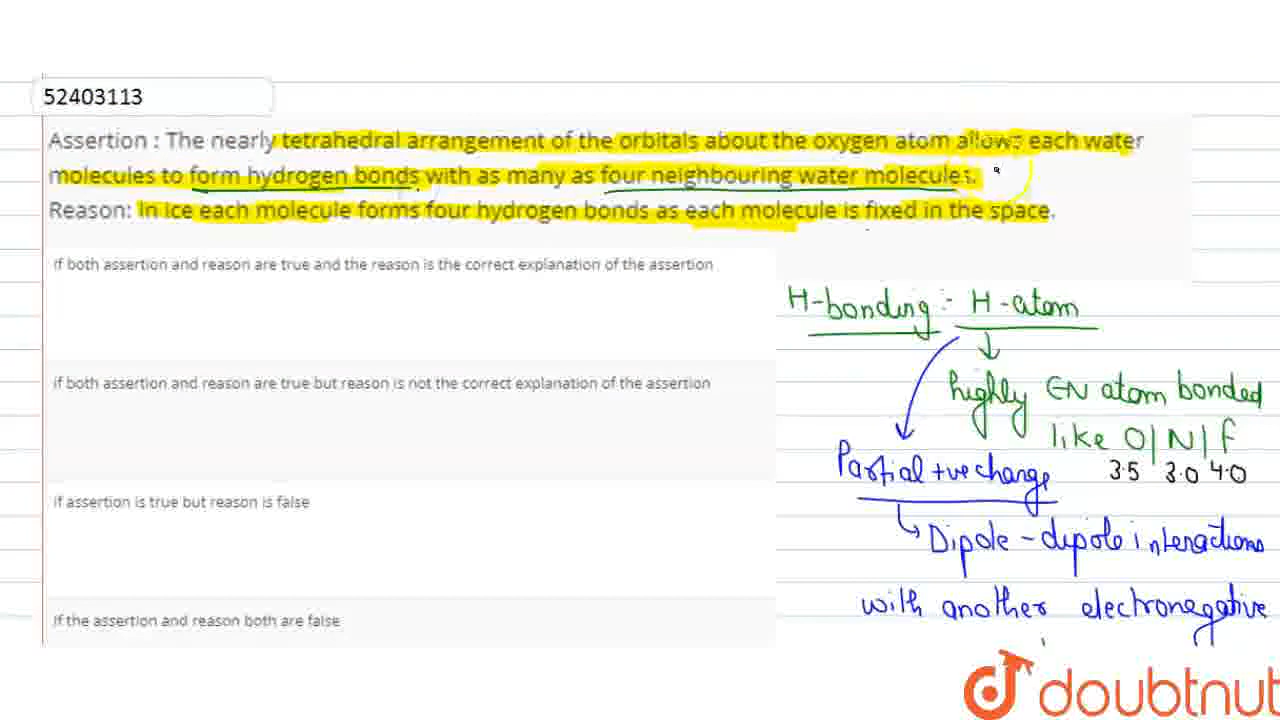 52403113
Assertion : The nearly tetrahedral arrangement of the orbitals about the oxygen atom allows each water
molecules to form hydrogen bonds with as many as four neighbouring water molecules.
Reason: In ice each molecule forms four hydrogen bonds as each molecule is fixed in the space.
if both assertion and reason are true and the reason is the correct explanation of the assertion
if both assertion and reason are true but reason is not the correct explanation of the assertion
if assertion is true but reason is false
If the assertion and reason both are false
H-bonding :- H-atom
highly EN atom bonded
like O|N|F
3.5 3.0 4.0
Partial +ve charge
Dipole-dipole interactions
with another electronegative
doubtnut